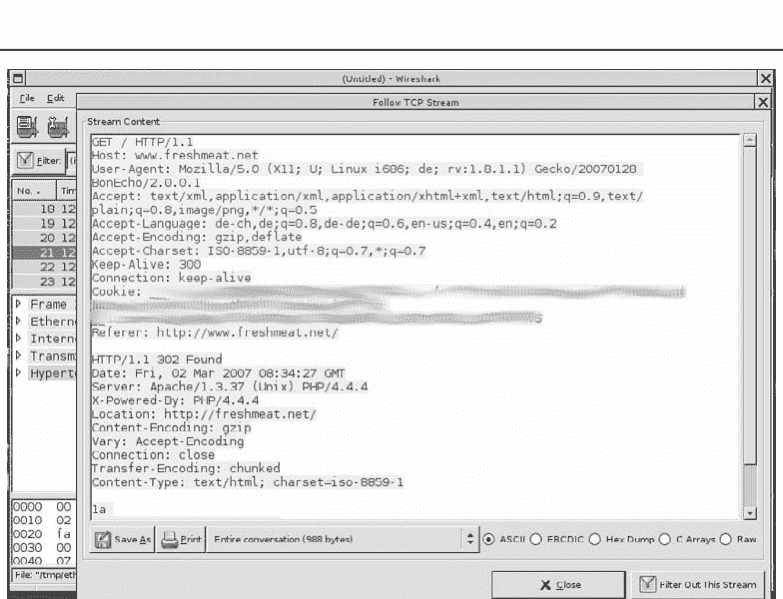 (Untitled) - Wireshark
File Edit
Follow TCP Stream
Stream Content
Filter:
No. . Tim
18 12
19 12
20 12
21 12
22 12
23 12
Frame
Ethern
Intern
Transm
Hyperte
GET / HTTP/1.1
Host: www.freshmeat.net
User-Agent: Mozilla/5.0 (X11; U; Linux i686; de; rv:1.8.1.1) Gecko/20070128
BonEcho/2.0.0.1
Accept: text/xml,application/xml,application/xhtml+xml,text/html;q=0.9,text/
plain;q=0.8,image/png,*/*;q=0.5
Accept-Language: de-ch,de;q=0.8,de-de;q=0.6,en-us;q=0.4,en;q=0.2
Accept-Encoding: gzip,deflate
Accept-Charset: ISO-8859-1,utf-8;q=0.7,*;q=0.7
Keep-Alive: 300
Connection: keep-alive
Cookie:
Referer: http://www.freshmeat.net/
HTTP/1.1 302 Found
Date: Fri, 02 Mar 2007 08:34:27 GMT
Server: Apache/1.3.37 (Unix) PHP/4.4.4
X-Powered-By: PHP/4.4.4
Location: http://freshmeat.net/
Content-Encoding: gzip
Vary: Accept-Encoding
Connection: close
Transfer-Encoding: chunked
Content-Type: text/html; charset=iso-8859-1
1a
0000 00
0010 02
0020 fa
0030 00
0040 07
Save As Print Entire conversation (988 bytes) ASCII EBCDIC Hex Dump C Arrays Raw
File: "/tmp/eth
Close Filter Out This Stream